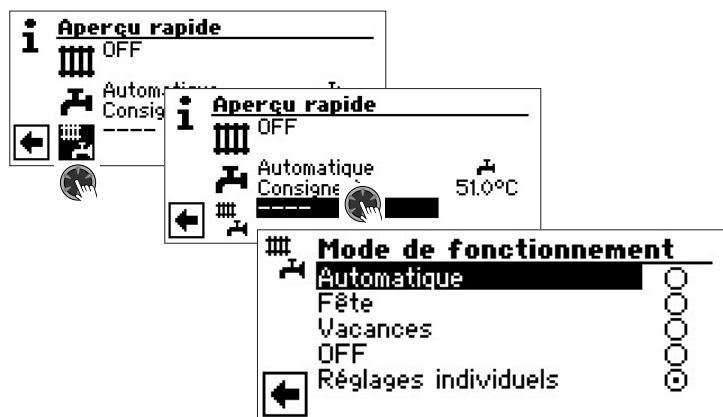 i Aperçu rapide
OFF
Automatique
Consig
----
i Aperçu rapide
OFF
Automatique
Consigne 51.0°C
----
Mode de fonctionnement
Automatique
Fête
Vacances
OFF
Réglages individuels